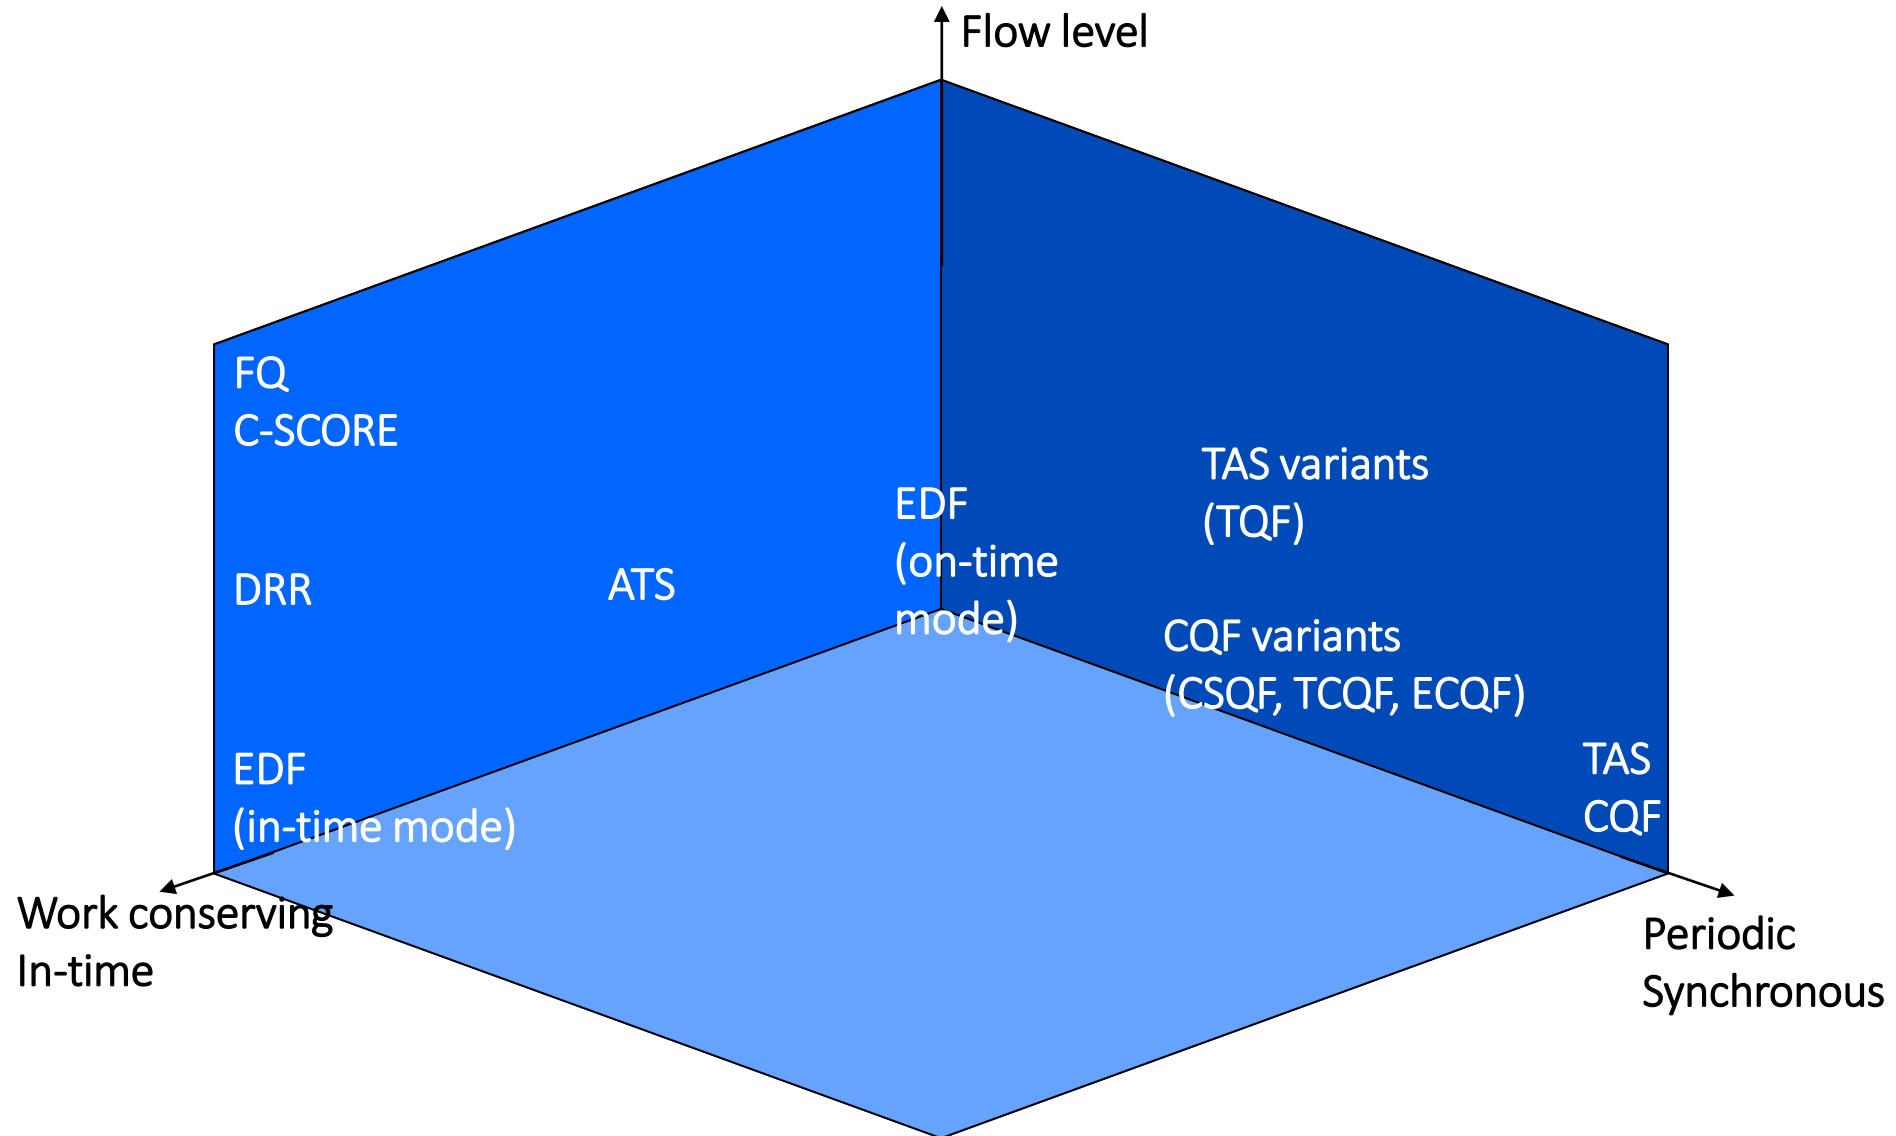 Flow level
FQ
C-SCORE
TAS variants
(TQF)
EDF
(on-time
mode)
DRR
ATS
CQF variants
(CSQF, TCQF, ECQF)
EDF
(in-time mode)
TAS
CQF
Work conserving
In-time
Periodic
Synchronous